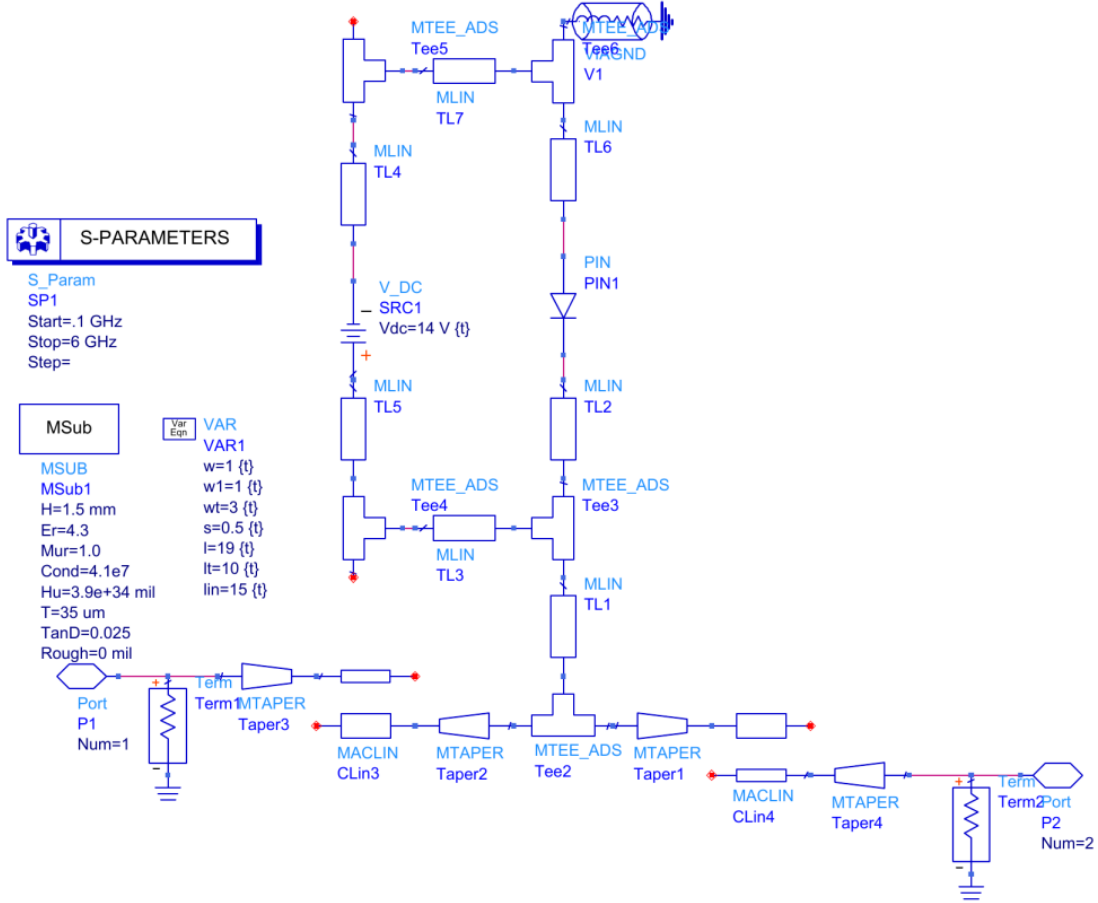 MTEE_ADS
Tee5
MLIN
TL7
MTEE_ADS
Tee6
VIAGND
V1
MLIN
TL6
MLIN
TL4
S-PARAMETERS
S_Param
SP1
Start=.1 GHz
Stop=6 GHz
Step=
PIN
PIN1
V_DC
SRC1
Vdc=14 V {t}
−
+
MLIN
TL5
MLIN
TL2
MSub
MSUB
MSub1
H=1.5 mm
Er=4.3
Mur=1.0
Cond=4.1e7
Hu=3.9e+34 mil
T=35 um
TanD=0.025
Rough=0 mil
Var
Eqn
VAR
VAR1
w=1 {t}
w1=1 {t}
wt=3 {t}
s=0.5 {t}
l=19 {t}
lt=10 {t}
lin=15 {t}
MTEE_ADS
Tee4
MLIN
TL3
MTEE_ADS
Tee3
MLIN
TL1
Port
P1
Num=1
+
−
Term
Term1
MTAPER
Taper3
MACLIN
CLin3
MTAPER
Taper2
MTEE_ADS
Tee2
MTAPER
Taper1
MACLIN
CLin4
MTAPER
Taper4
+
−
Term
Term2
Port
P2
Num=2